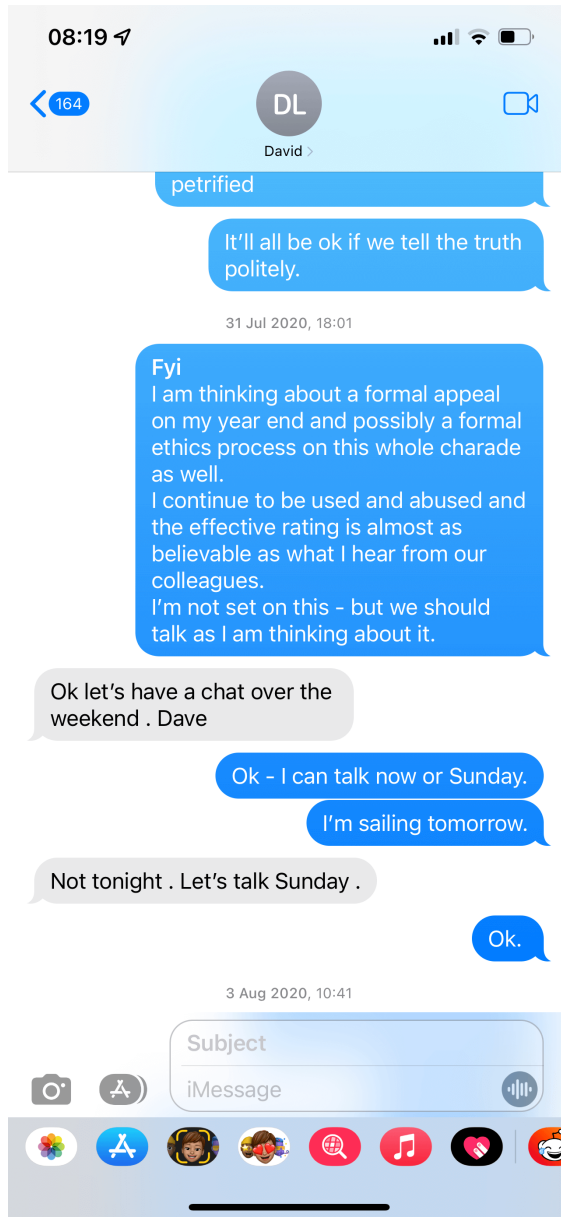 08:19
164
DL
David
petrified
It'll all be ok if we tell the truth
politely.
31 Jul 2020, 18:01
Fyi
I am thinking about a formal appeal
on my year end and possibly a formal
ethics process on this whole charade
as well.
I continue to be used and abused and
the effective rating is almost as
believable as what I hear from our
colleagues.
I'm not set on this - but we should
talk as I am thinking about it.
Ok let's have a chat over the
weekend . Dave
Ok - I can talk now or Sunday.
I'm sailing tomorrow.
Not tonight . Let's talk Sunday .
Ok.
3 Aug 2020, 10:41
Subject
iMessage